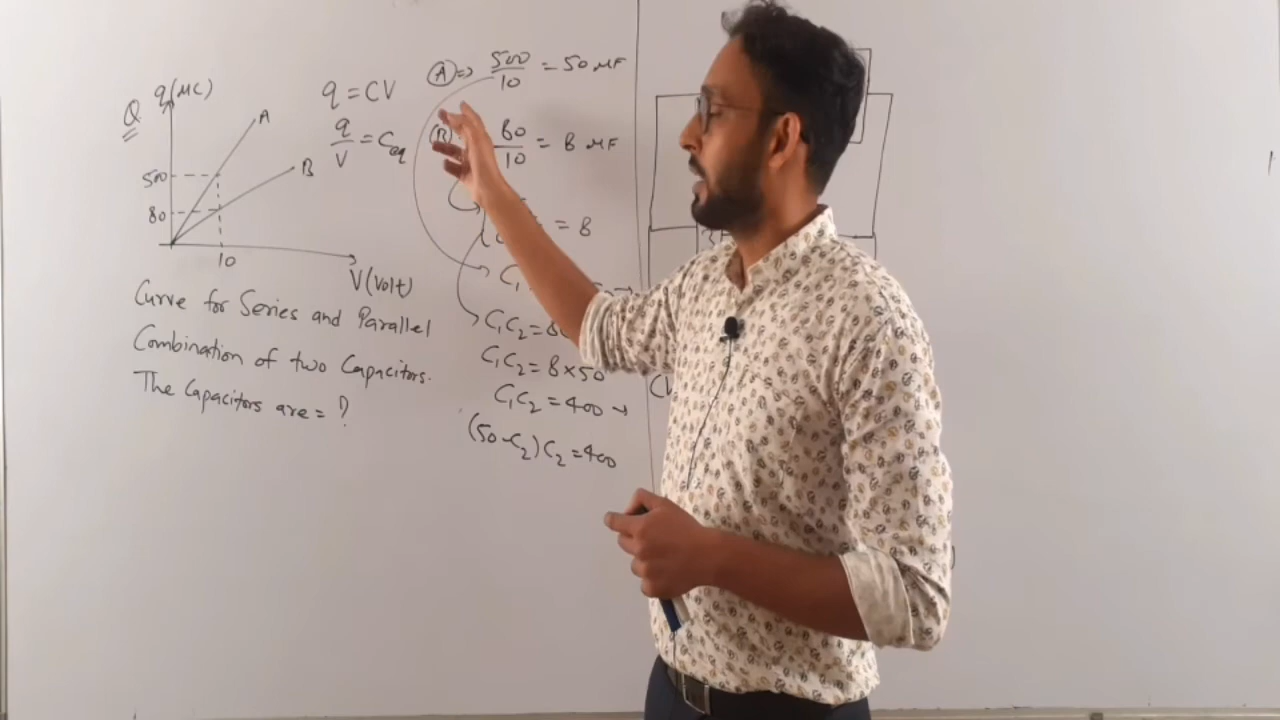 Q
q(μC)
A
B
500
80
10
V(Volt)
Curve for Series and Parallel
Combination of two Capacitors.
The Capacitors are = ?
q = CV
q/V = Ceq
A ⇒ 500/10 = 50 μF
B 80/10 = 8 μF
= 8
C₁
C₁C₂ = 8
C₁C₂ = 8×50
C₁C₂ = 400 →
(50-C₂)C₂ = 400